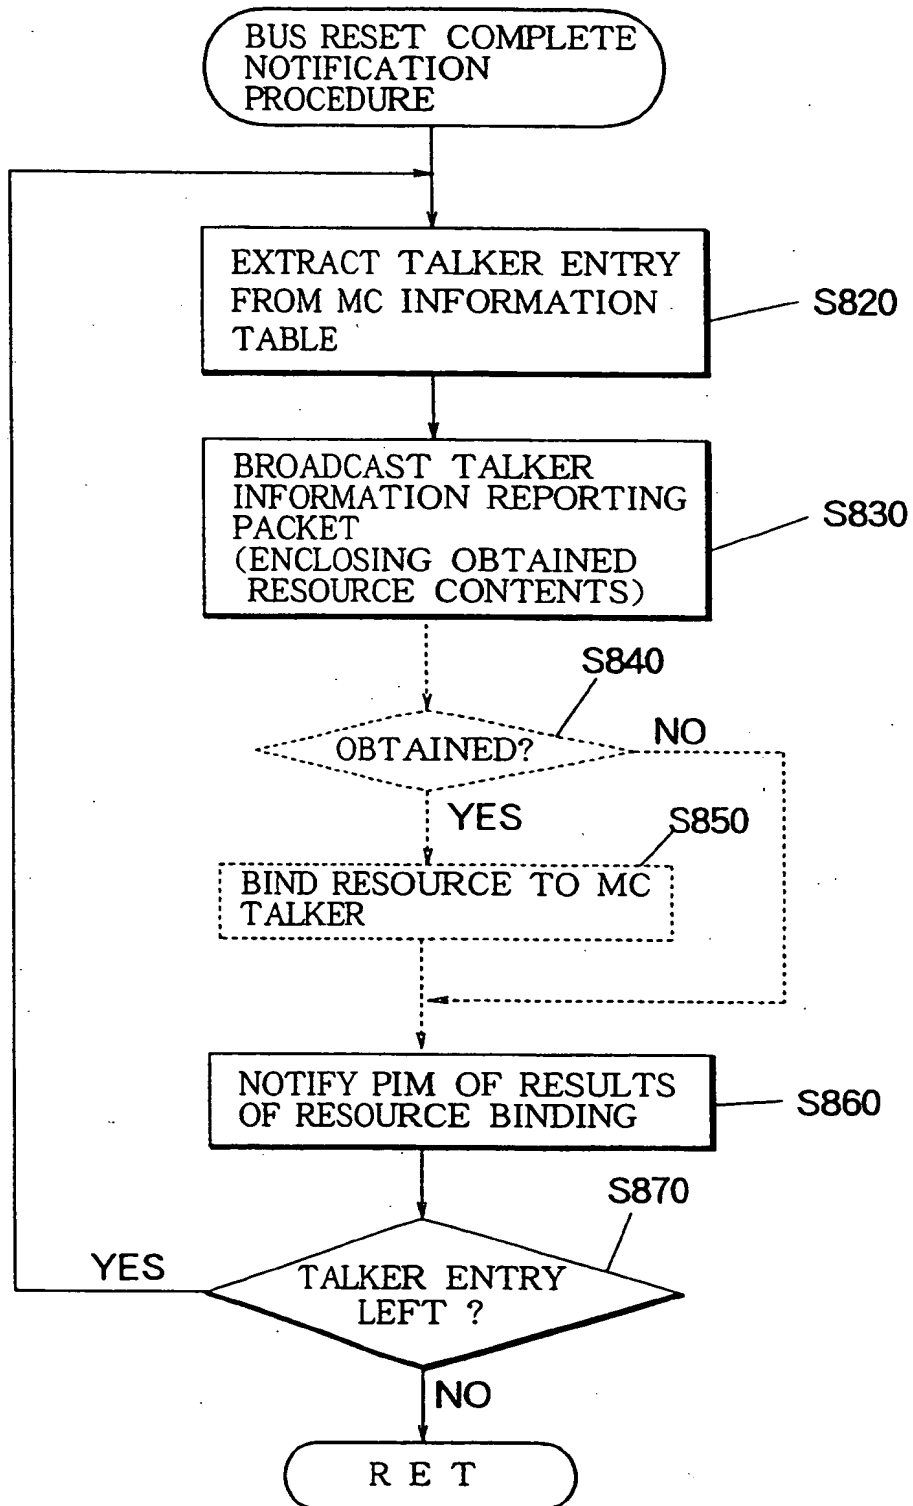 BUS RESET COMPLETE
NOTIFICATION
PROCEDURE
EXTRACT TALKER ENTRY
FROM MC INFORMATION
TABLE
S820
BROADCAST TALKER
INFORMATION REPORTING
PACKET
(ENCLOSING OBTAINED
RESOURCE CONTENTS)
S830
S840
OBTAINED?
NO
YES
S850
BIND RESOURCE TO MC
TALKER
NOTIFY PIM OF RESULTS
OF RESOURCE BINDING
S860
S870
YES
TALKER ENTRY
LEFT ?
NO
R E T